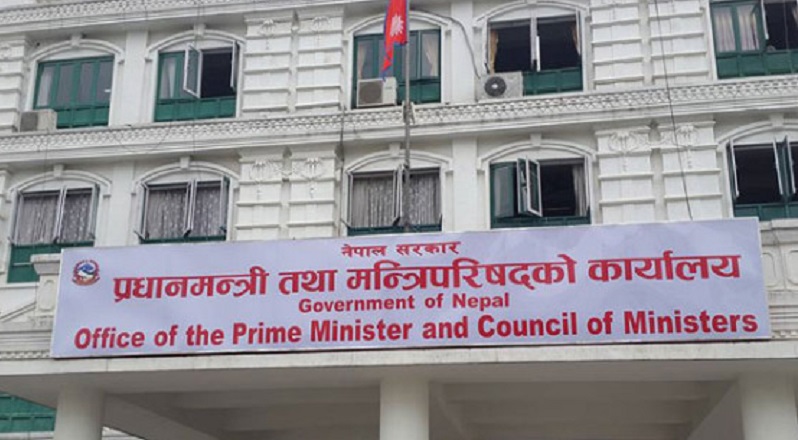 नेपाल सरकार
प्रधानमन्त्री तथा मन्त्रिपरिषद्को कार्यालय
Government of Nepal
Office of the Prime Minister and Council of Ministers